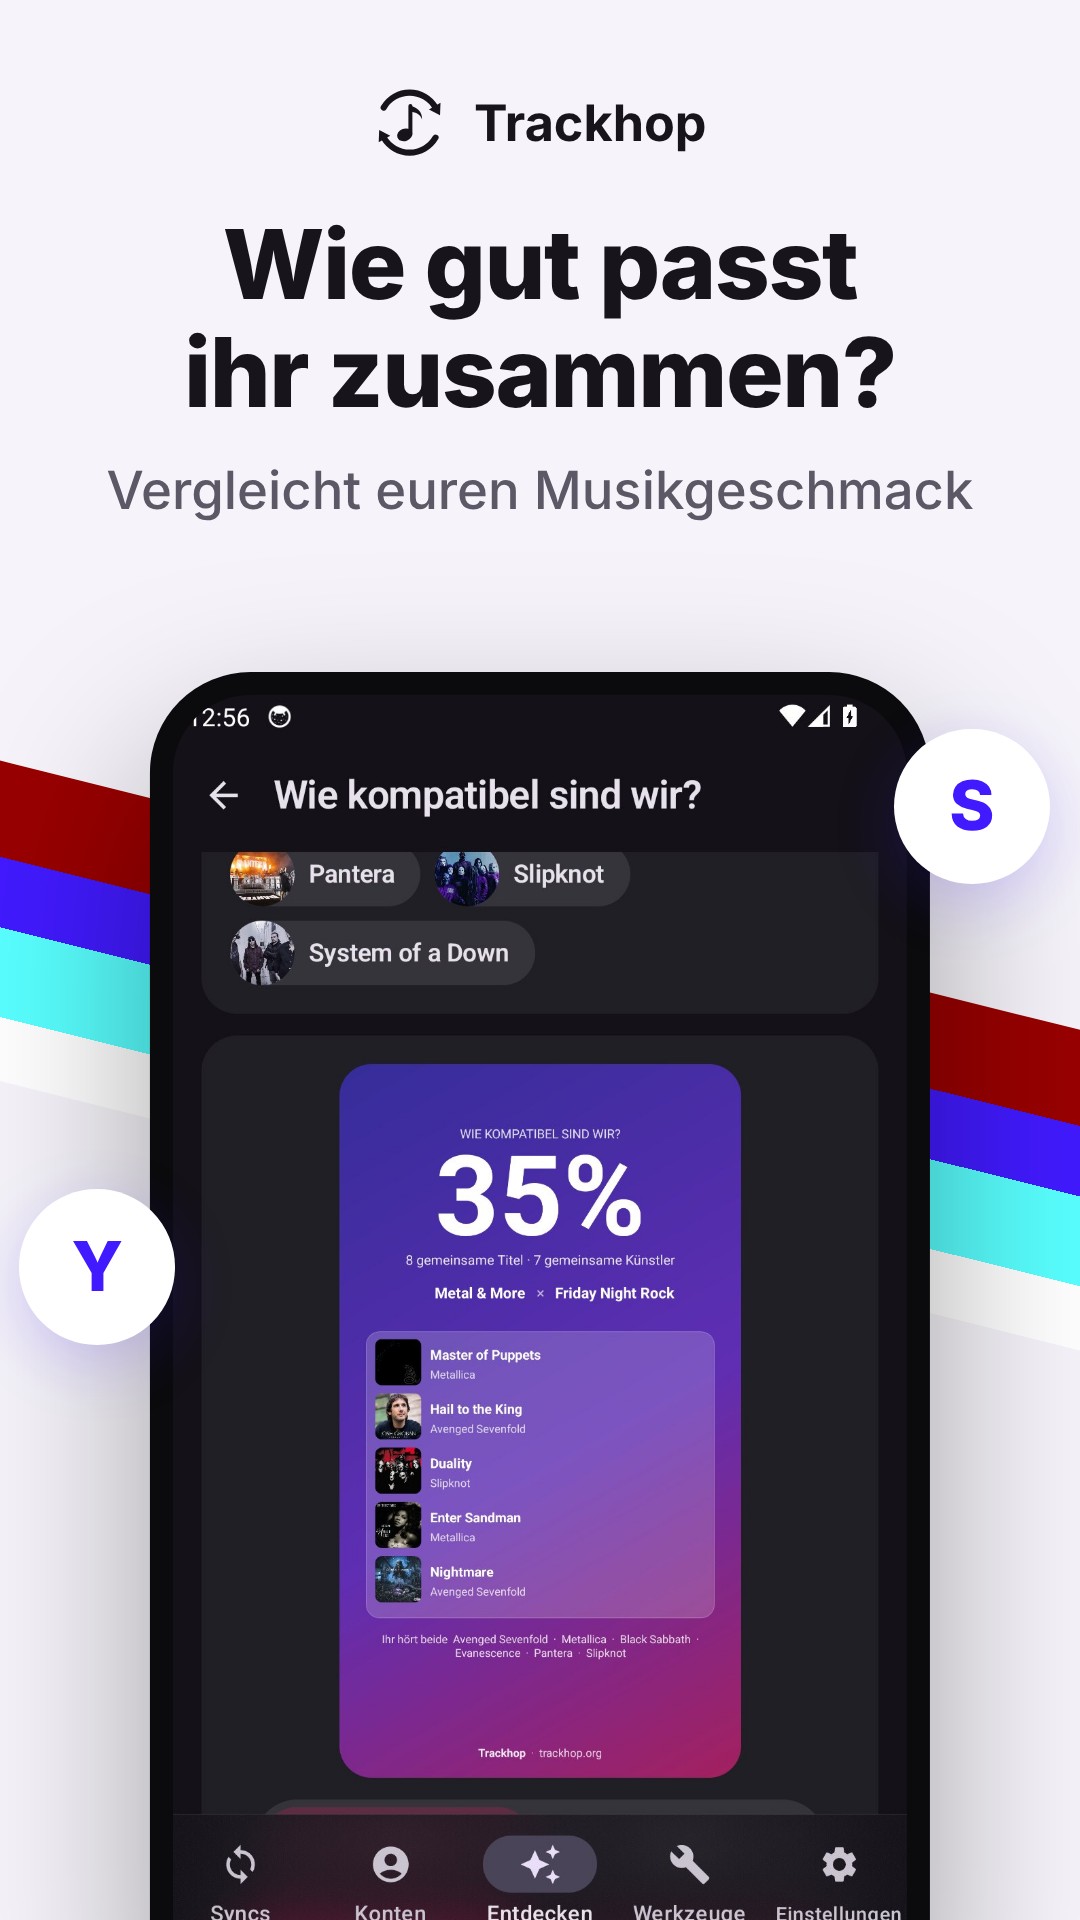 Trackhop
Wie gut passt
ihr zusammen?
Vergleicht euren Musikgeschmack
12:56
Wie kompatibel sind wir?
S
Pantera
Slipknot
System of a Down
WIE KOMPATIBEL SIND WIR?
35%
8 gemeinsame Titel · 7 gemeinsame Künstler
Metal & More × Friday Night Rock
Y
Master of Puppets
Metallica
Hail to the King
Avenged Sevenfold
Duality
Slipknot
Enter Sandman
Metallica
Nightmare
Avenged Sevenfold
Ihr hört beide Avenged Sevenfold · Metallica · Black Sabbath ·
Evanescence · Pantera · Slipknot
Trackhop · trackhop.org
Syncs
Konten
Entdecken
Werkzeuge
Einstellungen